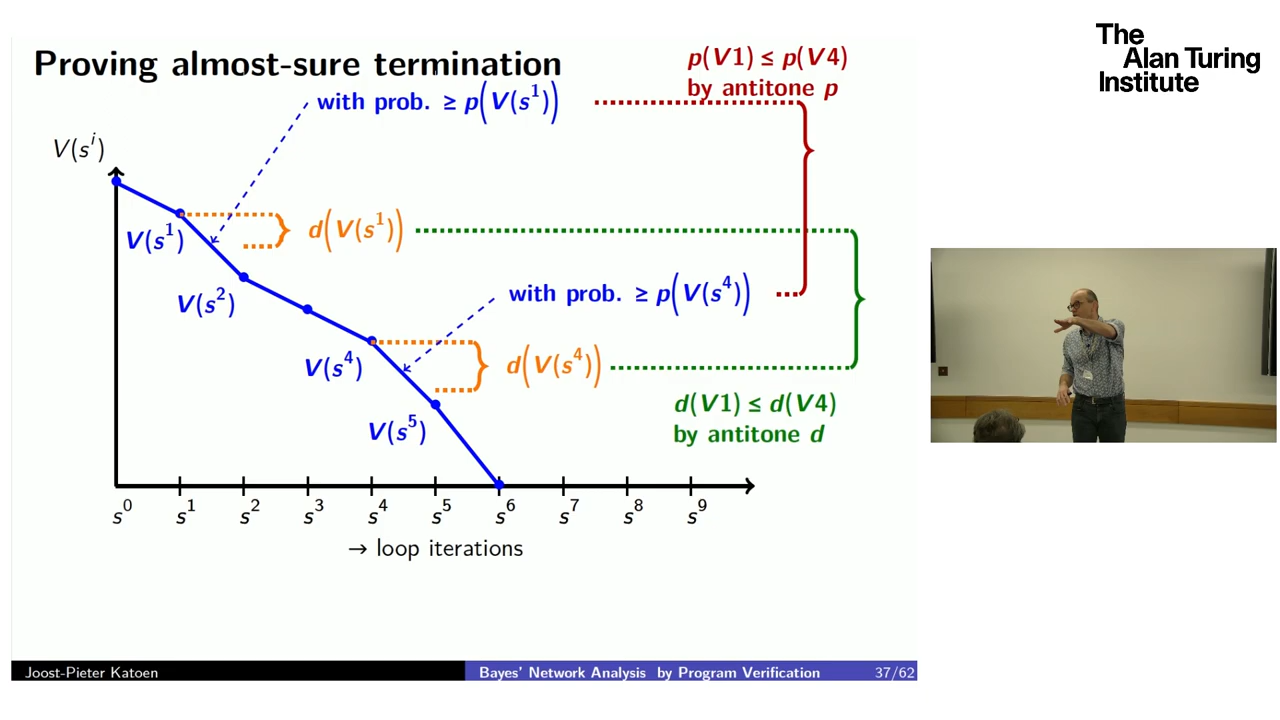 Proving almost-sure termination
The
Alan Turing
Institute
p(V1) ≤ p(V4)
by antitone p
with prob. ≥ p(V(s¹))
V(sⁱ)
V(s¹)
d(V(s¹))
V(s²)
with prob. ≥ p(V(s⁴))
V(s⁴)
d(V(s⁴))
d(V1) ≤ d(V4)
by antitone d
V(s⁵)
s⁰ s¹ s² s³ s⁴ s⁵ s⁶ s⁷ s⁸ s⁹
→ loop iterations
Joost-Pieter Katoen
Bayes' Network Analysis by Program Verification
37/62